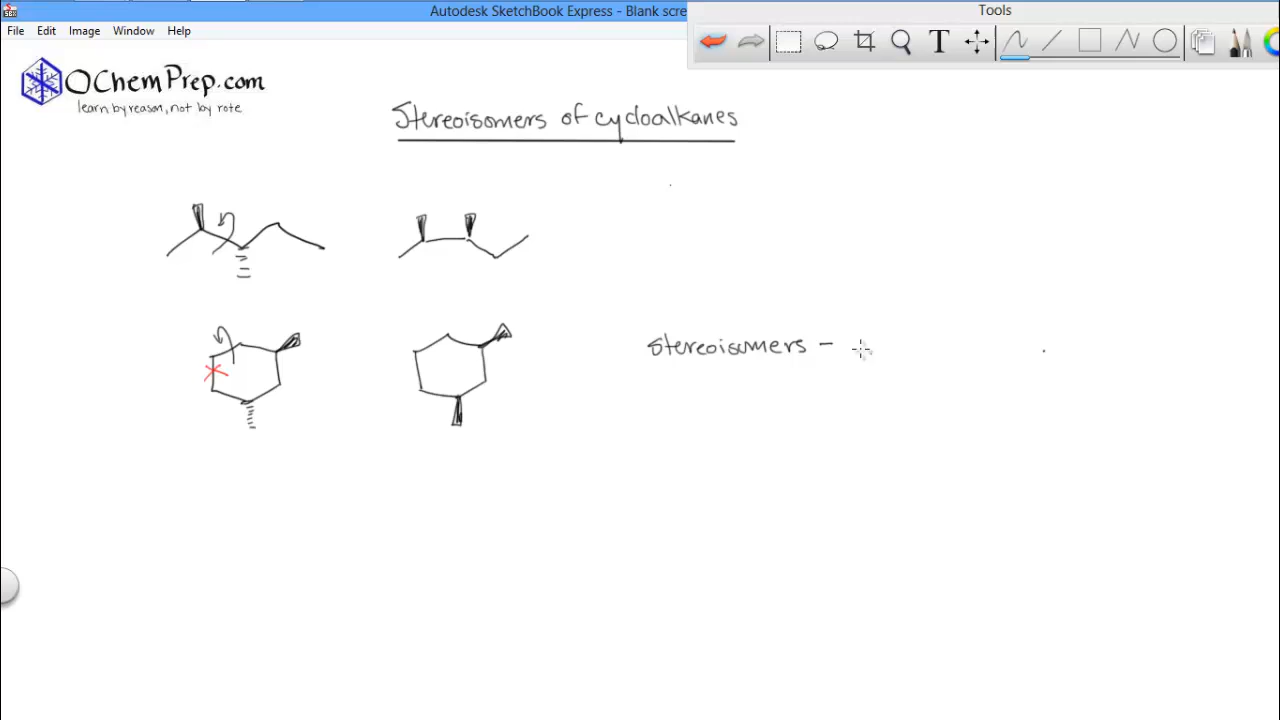 Autodesk SketchBook Express - Blank scre
Tools
File Edit Image Window Help
SBX
T
OChemPrep.com
learn by reason, not by rote
Stereoisomers of cycloalkanes
Stereoisomers -